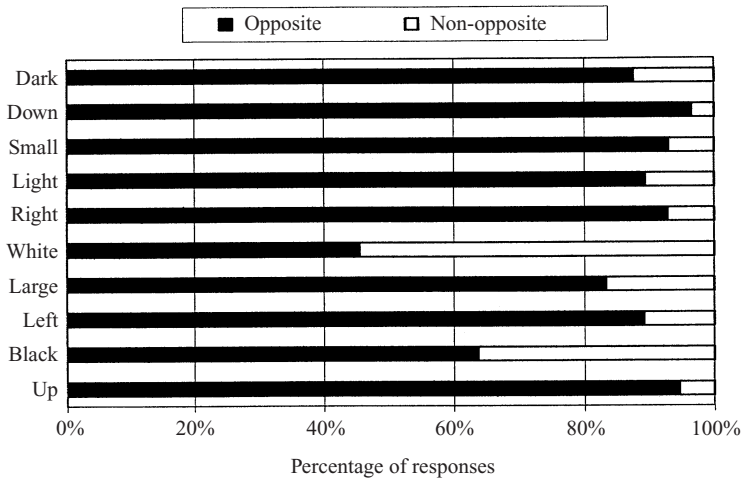 Opposite Non-opposite
Dark
Down
Small
Light
Right
White
Large
Left
Black
Up
0% 20% 40% 60% 80% 100%
Percentage of responses